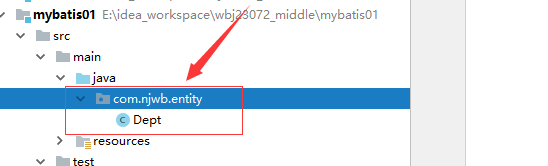 mybatis01 E:\idea_workspace\wbj23072_middle\mybatis01
src
main
java
com.njwb.entity
Dept
resources
test